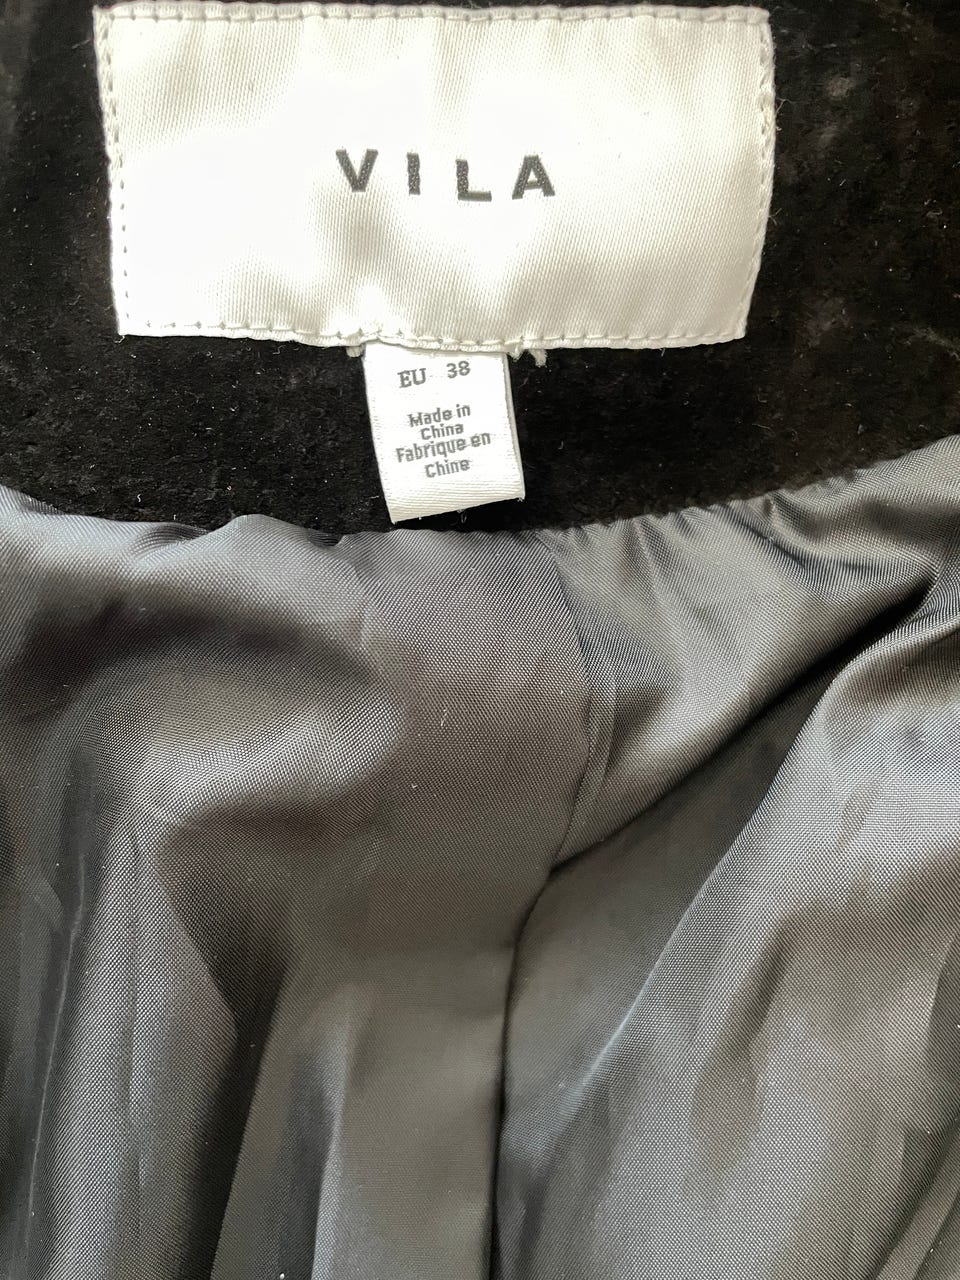 VILA
EU 38
Made in
China
Fabrique en
Chine